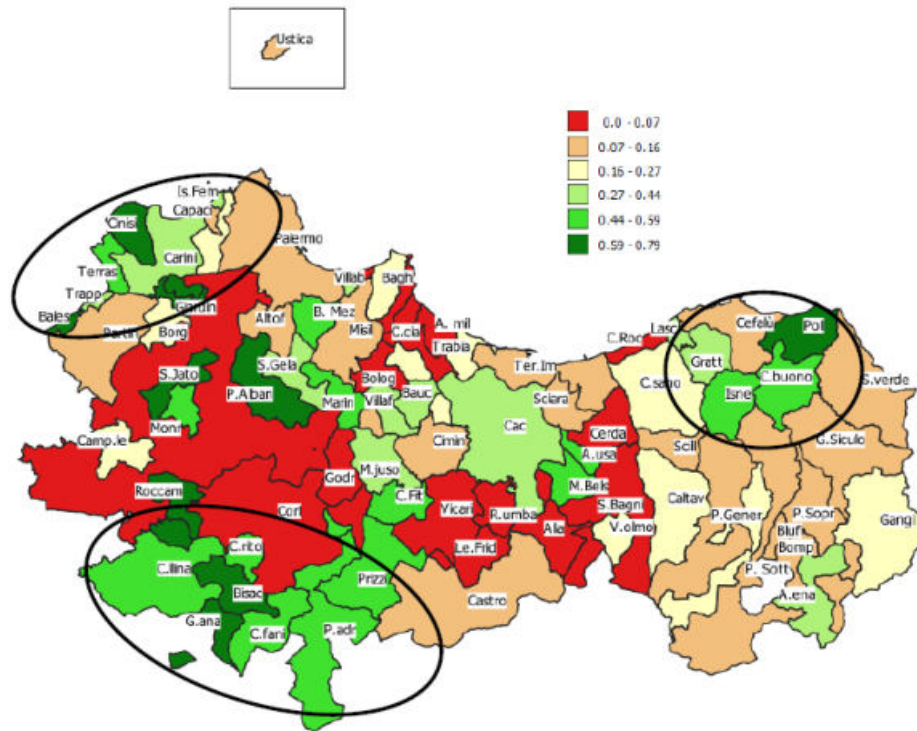 Ustica
0.0 - 0.07
0.07 - 0.16
0.16 - 0.27
0.27 - 0.44
0.44 - 0.59
0.59 - 0.79
Is.Fem
Capaci
Cinisi
Carini
Palermo
Terras
Trapp
Bales
Giardin
Villab
Bagh
Borg
Altof
B. Mez
Misil
C.cia
A. mil
Trabia
S.Jato
P.Alban
S.Gela
Bolog
Marin
Villaf
Bauc
Ter.Im
Sciara
C.Roc
Lasc
Cefalù
Pol
Gratt
C.sano
C.buono
Isne
S.verde
Camp.le
Monr
Cimin
Cac
Cerda
A.usa
Scill
G.Siculo
Roccam
M.juso
Godr
C.Fit
M.Bels
Caltav
Corl
Vicari
R.umba
S.Bagni
P.Gener
P.Sopr
Gangi
Alia
V.olmo
Bluf
Bomp
C.rito
Le.Frid
C.llna
Prizzi
P. Sott
A.ena
Bisac
Castro
G.ana
C.fani
P.adr